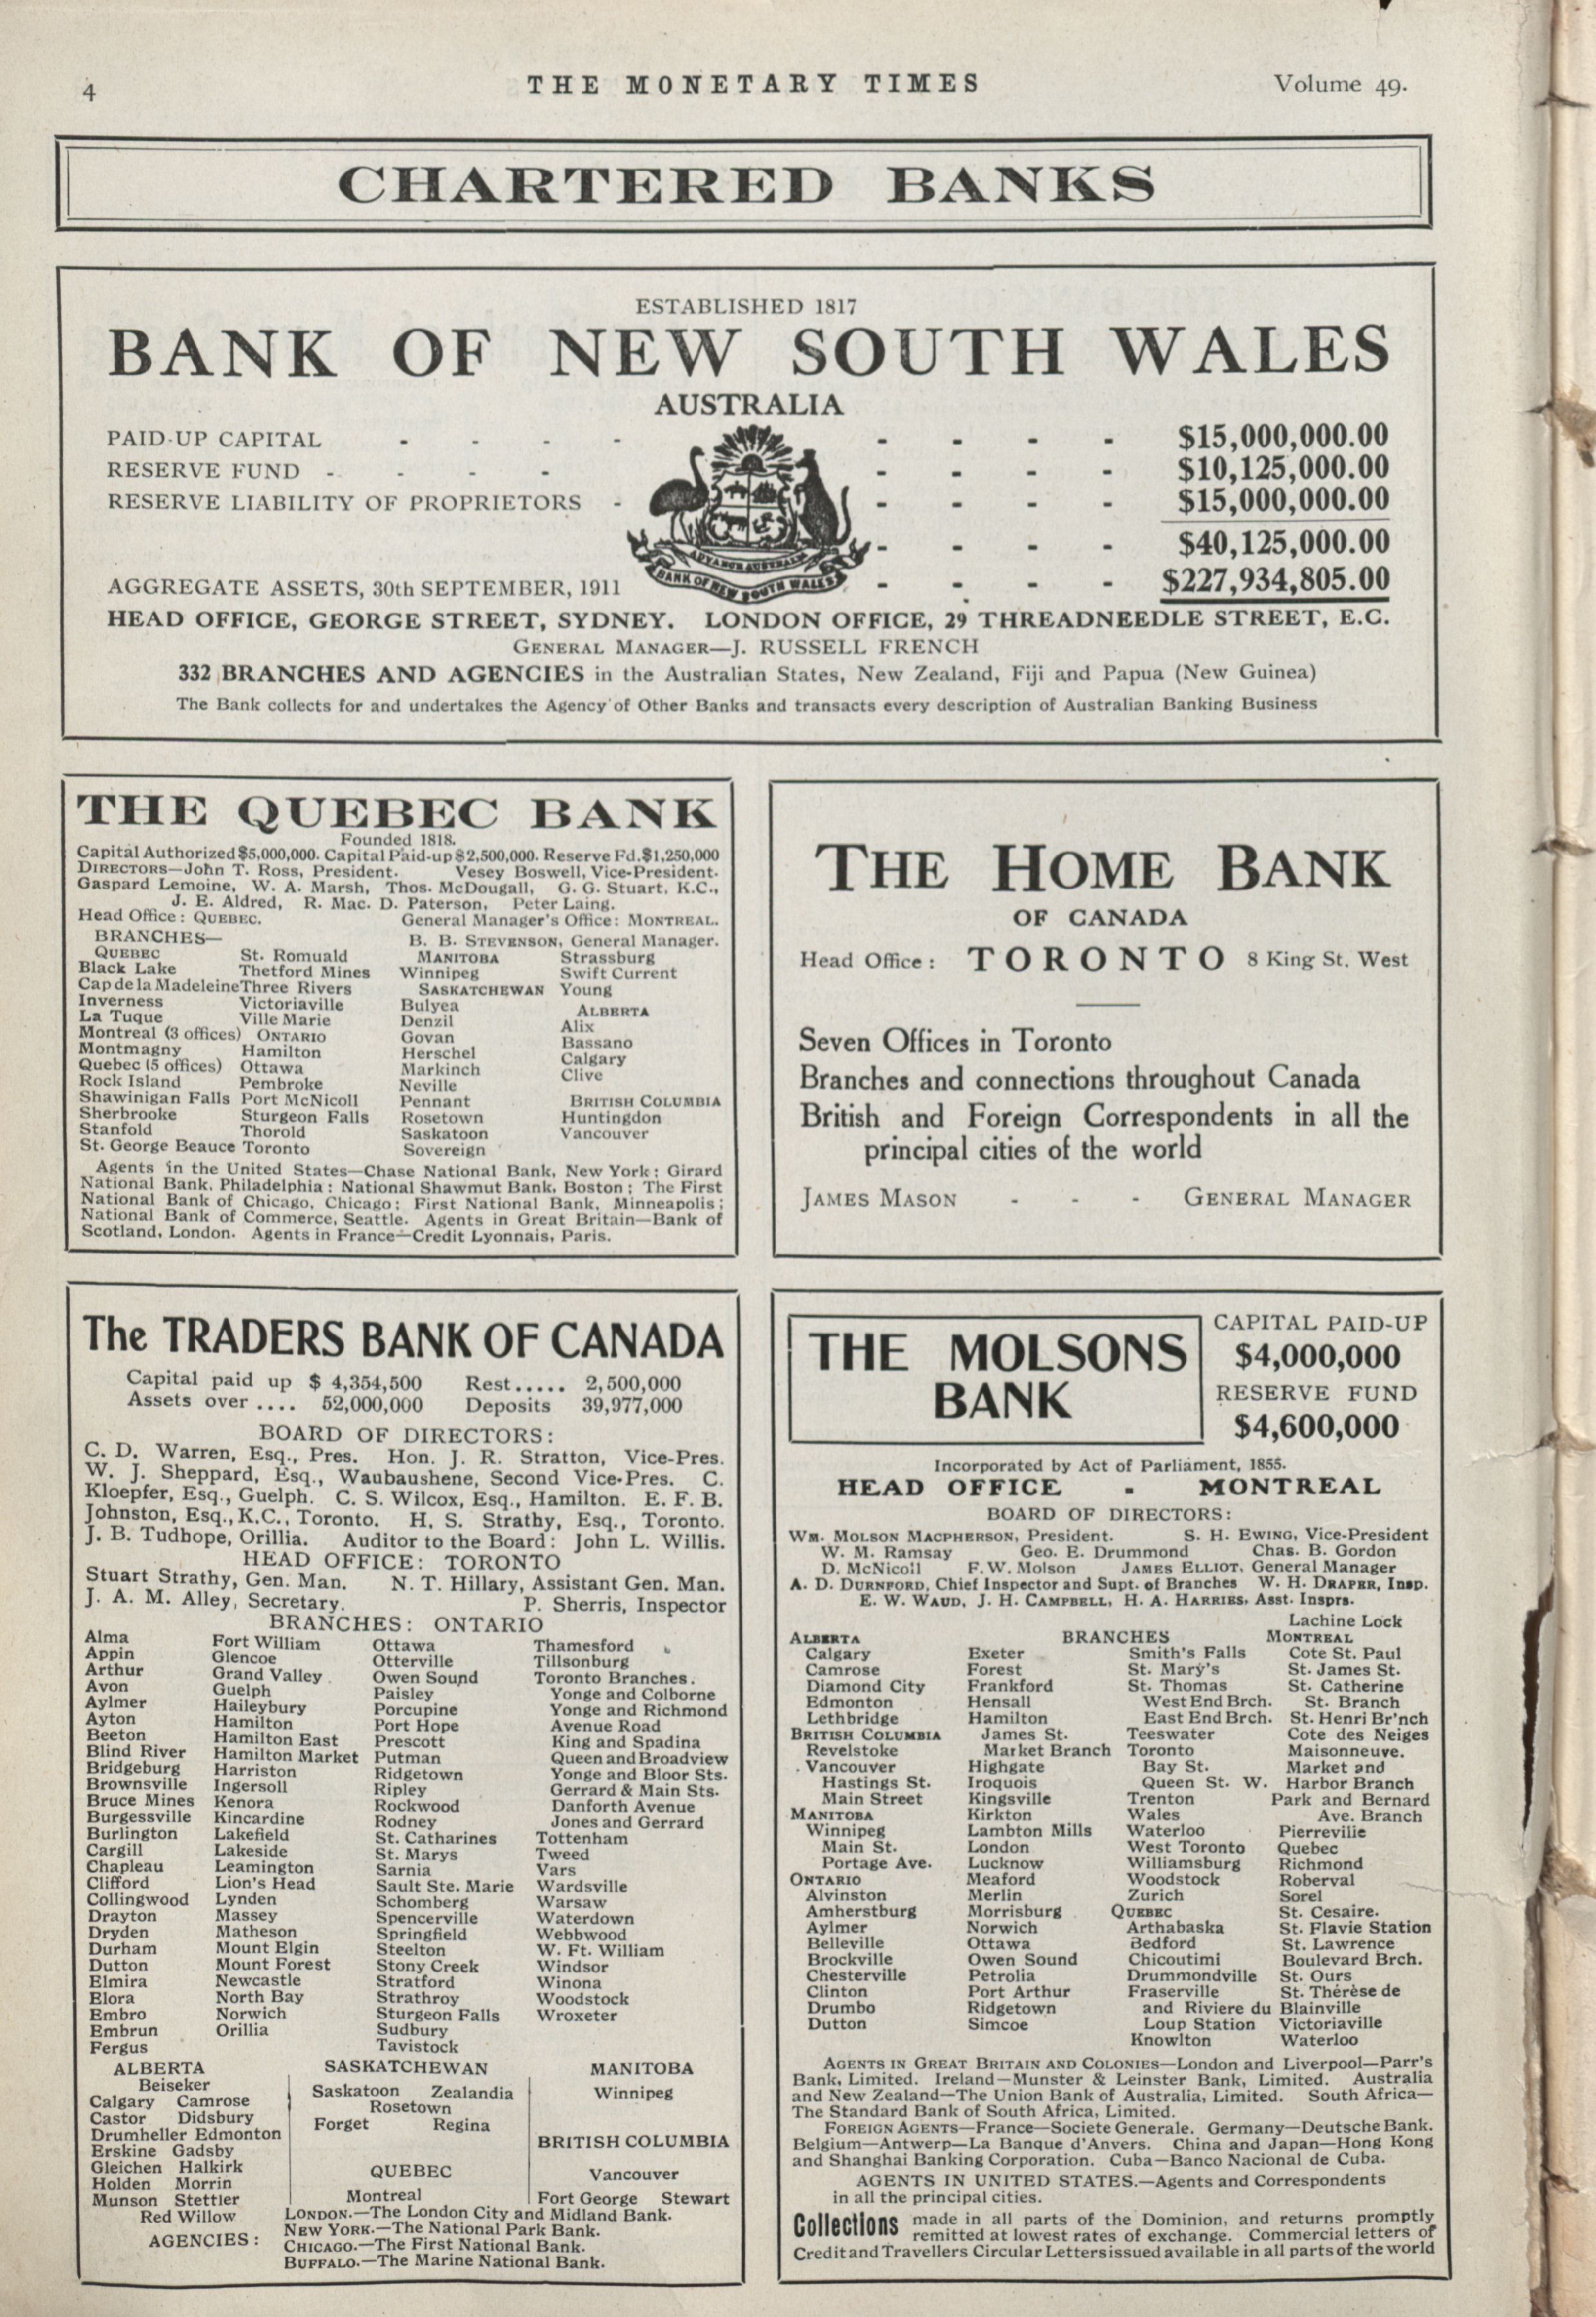 4
THE MONETARY TIMES
Volume 49.
CHARTERED BANKS
ESTABLISHED 1817
BANK OF NEW SOUTH WALES
AUSTRALIA
PAID-UP CAPITAL - - - - - - - - $15,000,000.00
RESERVE FUND - - - - - - - - $10,125,000.00
RESERVE LIABILITY OF PROPRIETORS - - - - - $15,000,000.00
- - - - $40,125,000.00
ADVANCE AUSTRALIA
BANK OF NEW SOUTH WALES
AGGREGATE ASSETS, 30th SEPTEMBER, 1911 - - - - $227,934,805.00
HEAD OFFICE, GEORGE STREET, SYDNEY. LONDON OFFICE, 29 THREADNEEDLE STREET, E.C.
GENERAL MANAGER—J. RUSSELL FRENCH
332 BRANCHES AND AGENCIES in the Australian States, New Zealand, Fiji and Papua (New Guinea)
The Bank collects for and undertakes the Agency of Other Banks and transacts every description of Australian Banking Business
THE QUEBEC BANK
Founded 1818.
Capital Authorized $5,000,000. Capital Paid-up $2,500,000. Reserve Fd. $1,250,000
DIRECTORS—John T. Ross, President. Vesey Boswell, Vice-President.
Gaspard Lemoine, W. A. Marsh, Thos. McDougall, G. G. Stuart, K.C.,
J. E. Aldred, R. Mac. D. Paterson, Peter Laing.
Head Office: QUEBEC. General Manager's Office: MONTREAL.
BRANCHES— B. B. STEVENSON, General Manager.
QUEBEC
Black Lake
Cap de la Madeleine
Inverness
La Tuque
Montreal (3 offices)
Montmagny
Quebec (5 offices)
Rock Island
Shawinigan Falls
Sherbrooke
Stanfold
St. George Beauce
St. Romuald
Thetford Mines
Three Rivers
Victoriaville
Ville Marie
ONTARIO
Hamilton
Ottawa
Pembroke
Port McNicoll
Sturgeon Falls
Thorold
Toronto
MANITOBA
Winnipeg
SASKATCHEWAN
Bulyea
Denzil
Govan
Herschel
Markinch
Neville
Pennant
Rosetown
Saskatoon
Sovereign
Strassburg
Swift Current
Young
ALBERTA
Alix
Bassano
Calgary
Clive
BRITISH COLUMBIA
Huntingdon
Vancouver
Agents in the United States—Chase National Bank, New York; Girard
National Bank, Philadelphia; National Shawmut Bank, Boston; The First
National Bank of Chicago, Chicago; First National Bank, Minneapolis;
National Bank of Commerce, Seattle. Agents in Great Britain—Bank of
Scotland, London. Agents in France—Credit Lyonnais, Paris.
THE HOME BANK
OF CANADA
Head Office: TORONTO 8 King St. West
Seven Offices in Toronto
Branches and connections throughout Canada
British and Foreign Correspondents in all the
principal cities of the world
JAMES MASON - - - GENERAL MANAGER
The TRADERS BANK OF CANADA
Capital paid up $ 4,354,500 Rest..... 2,500,000
Assets over .... 52,000,000 Deposits 39,977,000
BOARD OF DIRECTORS:
C. D. Warren, Esq., Pres. Hon. J. R. Stratton, Vice-Pres.
W. J. Sheppard, Esq., Waubaushene, Second Vice-Pres. C.
Kloepfer, Esq., Guelph. C. S. Wilcox, Esq., Hamilton. E. F. B.
Johnston, Esq., K.C., Toronto. H. S. Strathy, Esq., Toronto.
J. B. Tudhope, Orillia. Auditor to the Board: John L. Willis.
HEAD OFFICE: TORONTO
Stuart Strathy, Gen. Man. N. T. Hillary, Assistant Gen. Man.
J. A. M. Alley, Secretary. P. Sherris, Inspector
BRANCHES: ONTARIO
Alma
Appin
Arthur
Avon
Aylmer
Ayton
Beeton
Blind River
Bridgeburg
Brownsville
Bruce Mines
Burgessville
Burlington
Cargill
Chapleau
Clifford
Collingwood
Drayton
Dryden
Durham
Dutton
Elmira
Elora
Embro
Embrun
Fergus
Fort William
Glencoe
Grand Valley
Guelph
Haileybury
Hamilton
Hamilton East
Hamilton Market
Harriston
Ingersoll
Kenora
Kincardine
Lakefield
Lakeside
Leamington
Lion's Head
Lynden
Massey
Matheson
Mount Elgin
Mount Forest
Newcastle
North Bay
Norwich
Orillia
Ottawa
Otterville
Owen Sound
Paisley
Porcupine
Port Hope
Prescott
Putman
Ridgetown
Ripley
Rockwood
Rodney
St. Catharines
St. Marys
Sarnia
Sault Ste. Marie
Schomberg
Spencerville
Springfield
Steelton
Stony Creek
Stratford
Strathroy
Sturgeon Falls
Sudbury
Tavistock
Thamesford
Tillsonburg
Toronto Branches.
Yonge and Colborne
Yonge and Richmond
Avenue Road
King and Spadina
Queen and Broadview
Yonge and Bloor Sts.
Gerrard & Main Sts.
Danforth Avenue
Jones and Gerrard
Tottenham
Tweed
Vars
Wardsville
Warsaw
Waterdown
Webbwood
W. Ft. William
Windsor
Winona
Woodstock
Wroxeter
ALBERTA
Beiseker
Calgary Camrose
Castor Didsbury
Drumheller Edmonton
Erskine Gadsby
Gleichen Halkirk
Holden Morrin
Munson Stettler
Red Willow
SASKATCHEWAN
Saskatoon Zealandia
Rosetown
Forget Regina
QUEBEC
Montreal
MANITOBA
Winnipeg
BRITISH COLUMBIA
Vancouver
Fort George Stewart
AGENCIES:
LONDON.—The London City and Midland Bank.
NEW YORK.—The National Park Bank.
CHICAGO.—The First National Bank.
BUFFALO.—The Marine National Bank.
THE MOLSONS
BANK
CAPITAL PAID-UP
$4,000,000
RESERVE FUND
$4,600,000
Incorporated by Act of Parliament, 1855.
HEAD OFFICE - MONTREAL
BOARD OF DIRECTORS:
WM. MOLSON MACPHERSON, President. S. H. EWING, Vice-President
W. M. Ramsay Geo. E. Drummond Chas. B. Gordon
D. McNicoil F. W. Molson JAMES ELLIOT, General Manager
A. D. DURNFORD, Chief Inspector and Supt. of Branches W. H. DRAPER, Insp.
E. W. WAUD, J. H. CAMPBELL, H. A. HARRIES, Asst. Insprs.
BRANCHES
ALBERTA
Calgary
Camrose
Diamond City
Edmonton
Lethbridge
BRITISH COLUMBIA
Revelstoke
Vancouver
Hastings St.
Main Street
MANITOBA
Winnipeg
Main St.
Portage Ave.
ONTARIO
Alvinston
Amherstburg
Aylmer
Belleville
Brockville
Chesterville
Clinton
Drumbo
Dutton
Exeter
Forest
Frankford
Hensall
Hamilton
James St.
Market Branch
Highgate
Iroquois
Kingsville
Kirkton
Lambton Mills
London
Lucknow
Meaford
Merlin
Morrisburg
Norwich
Ottawa
Owen Sound
Petrolia
Port Arthur
Ridgetown
Simcoe
Smith's Falls
St. Mary's
St. Thomas
West End Brch.
East End Brch.
Teeswater
Toronto
Bay St.
Queen St. W.
Trenton
Wales
Waterloo
West Toronto
Williamsburg
Woodstock
Zurich
QUEBEC
Arthabaska
Bedford
Chicoutimi
Drummondville
Fraserville
and Riviere du
Loup Station
Knowlton
Lachine Lock
MONTREAL
Cote St. Paul
St. James St.
St. Catherine
St. Branch
St. Henri Br'nch
Cote des Neiges
Maisonneuve.
Market and
Harbor Branch
Park and Bernard
Ave. Branch
Pierreville
Quebec
Richmond
Roberval
Sorel
St. Cesaire.
St. Flavie Station
St. Lawrence
Boulevard Brch.
St. Ours
St. Thérèse de
Blainville
Victoriaville
Waterloo
AGENTS IN GREAT BRITAIN AND COLONIES—London and Liverpool—Parr's
Bank, Limited. Ireland—Munster & Leinster Bank, Limited. Australia
and New Zealand—The Union Bank of Australia, Limited. South Africa—
The Standard Bank of South Africa, Limited.
FOREIGN AGENTS—France—Societe Generale. Germany—Deutsche Bank.
Belgium—Antwerp—La Banque d'Anvers. China and Japan—Hong Kong
and Shanghai Banking Corporation. Cuba—Banco Nacional de Cuba.
AGENTS IN UNITED STATES.—Agents and Correspondents
in all the principal cities.
Collections made in all parts of the Dominion, and returns promptly
remitted at lowest rates of exchange. Commercial letters of
Credit and Travellers Circular Letters issued available in all parts of the world